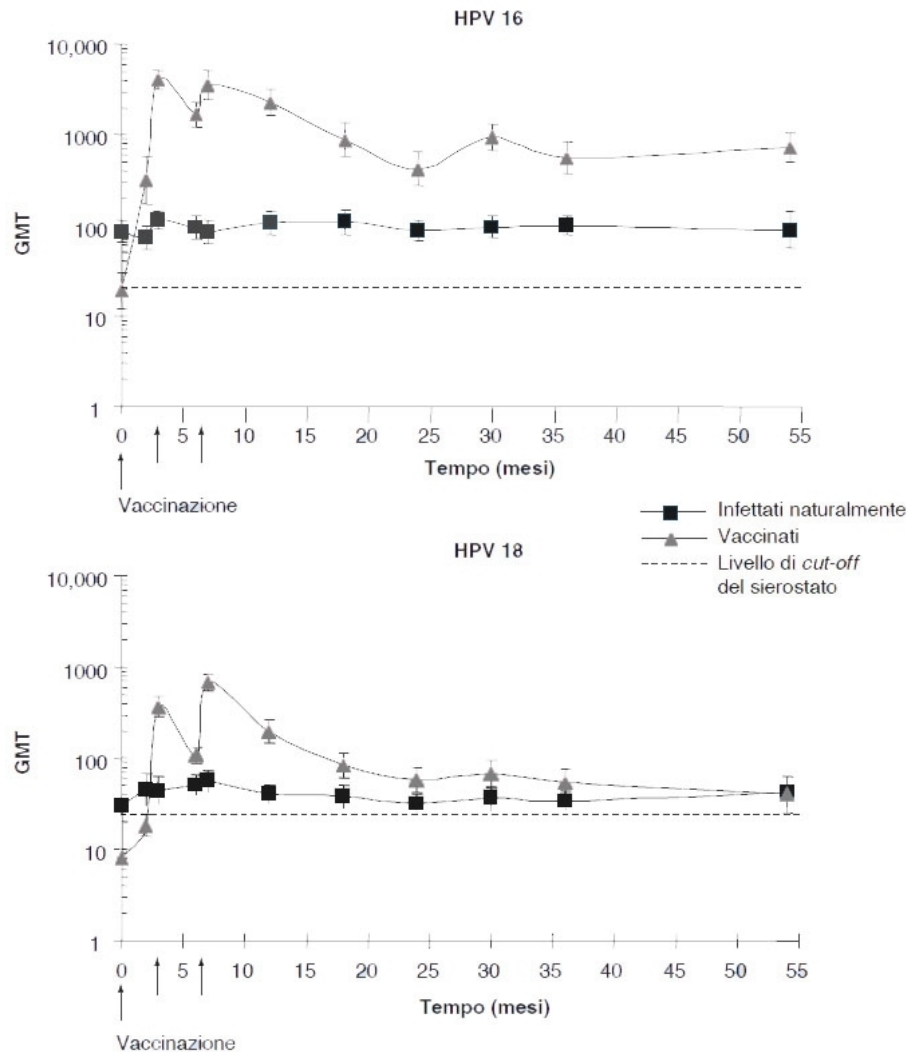 HPV 16
10,000
1000
100
10
1
GMT
0 5 10 15 20 25 30 35 40 45 50 55
Tempo (mesi)
Vaccinazione
Infettati naturalmente
Vaccinati
Livello di cut-off
del sierostato
HPV 18
10,000
1000
100
10
1
GMT
0 5 10 15 20 25 30 35 40 45 50 55
Tempo (mesi)
Vaccinazione